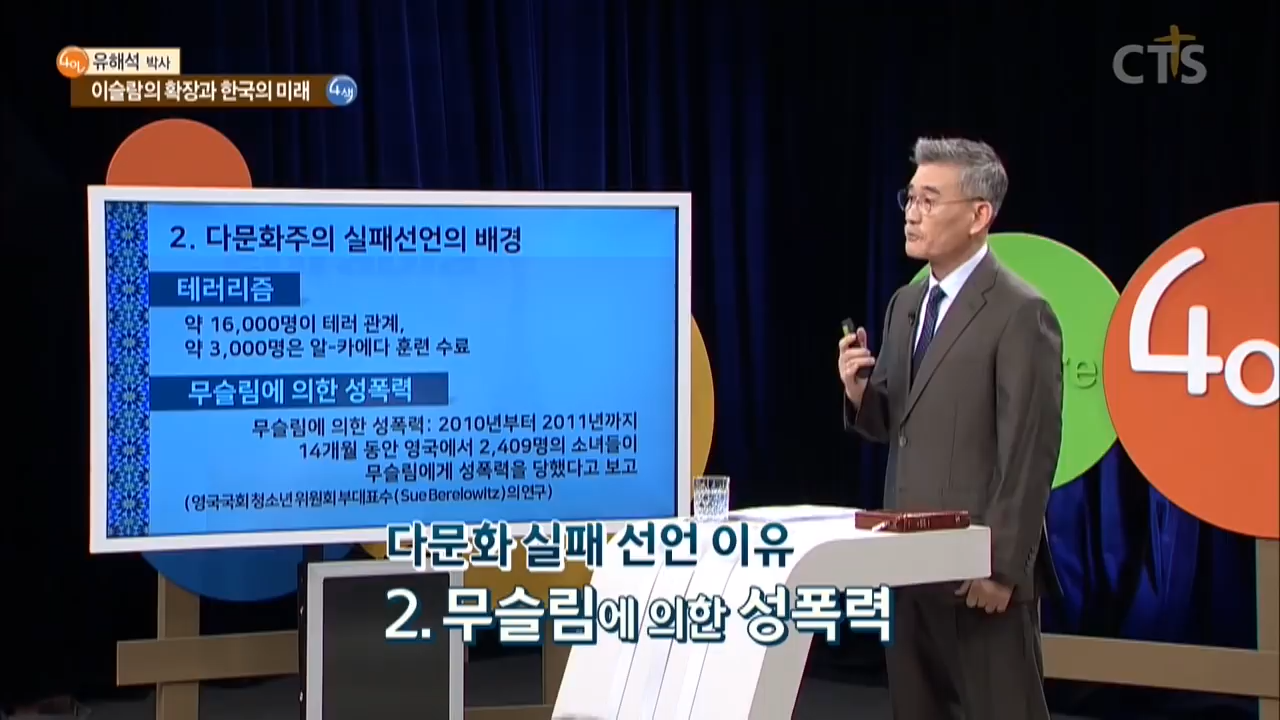 4인
유해석 박사
이슬람의 확장과 한국의 미래
4색
CTS
2. 다문화주의 실패선언의 배경
테러리즘
약 16,000명이 테러 관계,
약 3,000명은 알-카에다 훈련 수료
무슬림에 의한 성폭력
무슬림에 의한 성폭력: 2010년부터 2011년까지
14개월 동안 영국에서 2,409명의 소녀들이
무슬림에게 성폭력을 당했다고 보고
(영국국회 청소년 위원회 부대표수 (Sue Berelowitz)의 연구)
다문화 실패 선언 이유
2. 무슬림에 의한 성폭력
re
4o